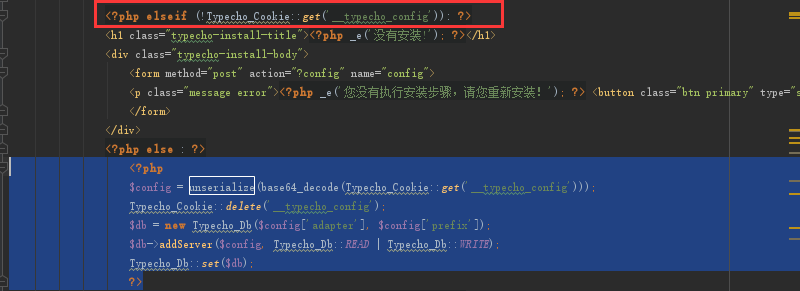 <?php elseif (!Typecho_Cookie::get('__typecho_config')): ?>
<h1 class="typecho-install-title"><?php _e('没有安装!'); ?></h1>
<div class="typecho-install-body">
<form method="post" action="?config" name="config">
<p class="message error"><?php _e('您没有执行安装步骤，请您重新安装！'); ?> <button class="btn primary" type="s
</form>
</div>
<?php else : ?>
<?php
$config = unserialize(base64_decode(Typecho_Cookie::get('__typecho_config')));
Typecho_Cookie::delete('__typecho_config');
$db = new Typecho_Db($config['adapter'], $config['prefix']);
$db->addServer($config, Typecho_Db::READ | Typecho_Db::WRITE);
Typecho_Db::set($db);
?>